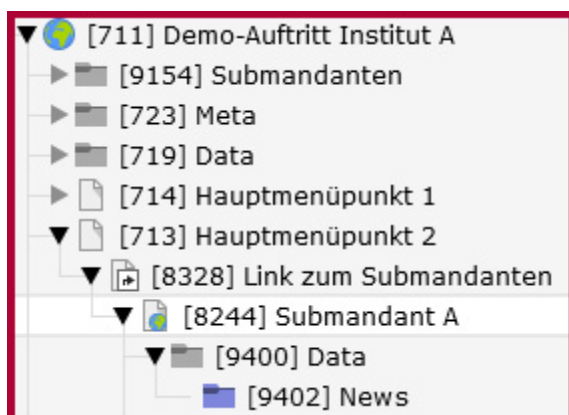 [711] Demo-Auftritt Institut A
[9154] Submandanten
[723] Meta
[719] Data
[714] Hauptmenüpunkt 1
[713] Hauptmenüpunkt 2
[8328] Link zum Submandanten
[8244] Submandant A
[9400] Data
[9402] News